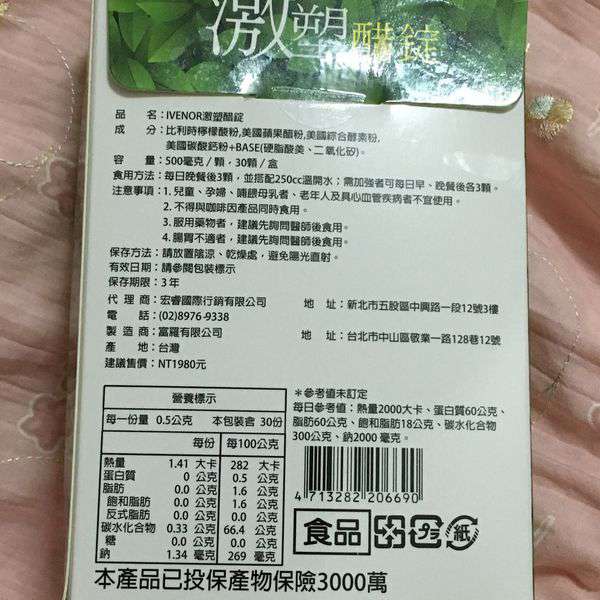 激塑醋錠
品 名：IVENOR激塑醋錠
成 分：比利時檸檬酸粉,美國蘋果醋粉,美國綜合酵素粉,
美國碳酸鈣粉+BASE(硬脂酸美、二氧化矽)。
容 量：500毫克/顆，30顆/盒
食用方法：每日晚餐後3顆，並搭配250cc溫開水；需加強者可每日早、晚餐後各3顆。
注意事項：1. 兒童、孕婦、哺餵母乳者、老年人及具心血管疾病者不宜使用。
2. 不得與咖啡因產品同時食用。
3. 服用藥物者，建議先詢問醫師後食用。
4. 腸胃不適者，建議先詢問醫師後食用。
保存方法：請放置陰涼、乾燥處，避免陽光直射。
有效日期：請參閱包裝標示
保存期限：3 年
代 理 商：宏睿國際行銷有限公司 地 址：新北市五股區中興路一段12號3樓
電 話：(02)8976-9338
製 造 商：富羅有限公司 地 址：台北市中山區敬業一路128巷12號
產 地：台灣
建議售價：NT1980元
營養標示
每一份量 0.5公克 本包裝含 30份
每份 每100公克
熱量 1.41 大卡 282 大卡
蛋白質 0 公克 0.5 公克
脂肪 0.0 公克 1.6 公克
飽和脂肪 0.0 公克 1.6 公克
反式脂肪 0.0 公克 0.0 公克
碳水化合物 0.33 公克 66.4 公克
糖 0.0 公克 0.0 公克
鈉 1.34 毫克 269 毫克
＊參考值未訂定
每日參考值：熱量2000大卡、蛋白質60公克、
脂肪60公克、飽和脂肪18公克、碳水化合物
300公克、鈉2000 毫克。
4 713282 206690
食品 紙
本產品已投保產物保險3000萬